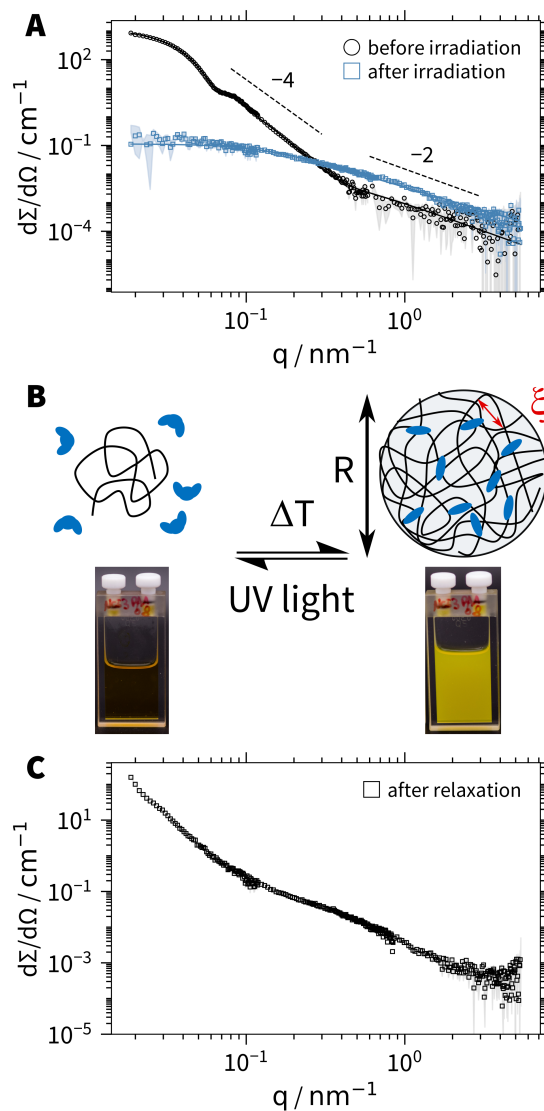 A
before irradiation
after irradiation
−4
−2
10²
10⁻¹
10⁻⁴
dΣ/dΩ / cm⁻¹
10⁻¹
10⁰
q / nm⁻¹
B
ξ
R
ΔT
UV light
C
after relaxation
10¹
10⁻¹
10⁻³
10⁻⁵
dΣ/dΩ / cm⁻¹
10⁻¹
10⁰
q / nm⁻¹